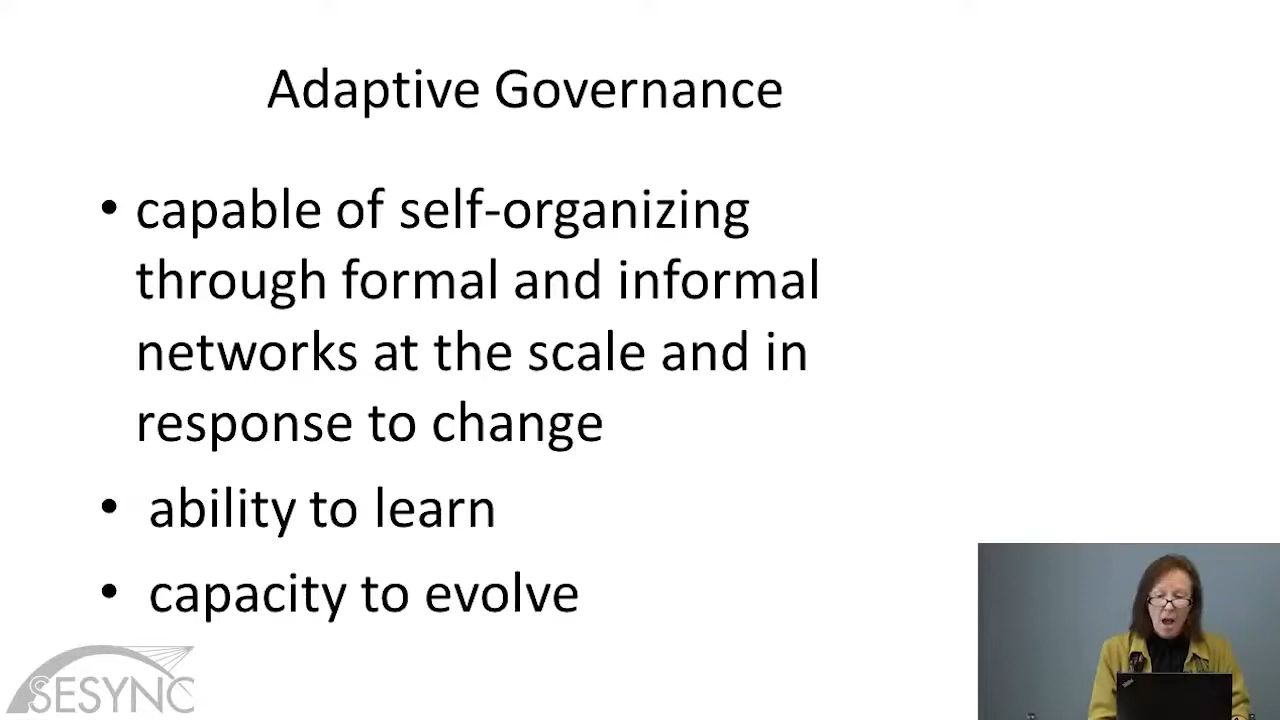 Adaptive Governance
• capable of self-organizing
through formal and informal
networks at the scale and in
response to change
• ability to learn
• capacity to evolve
SESYNC